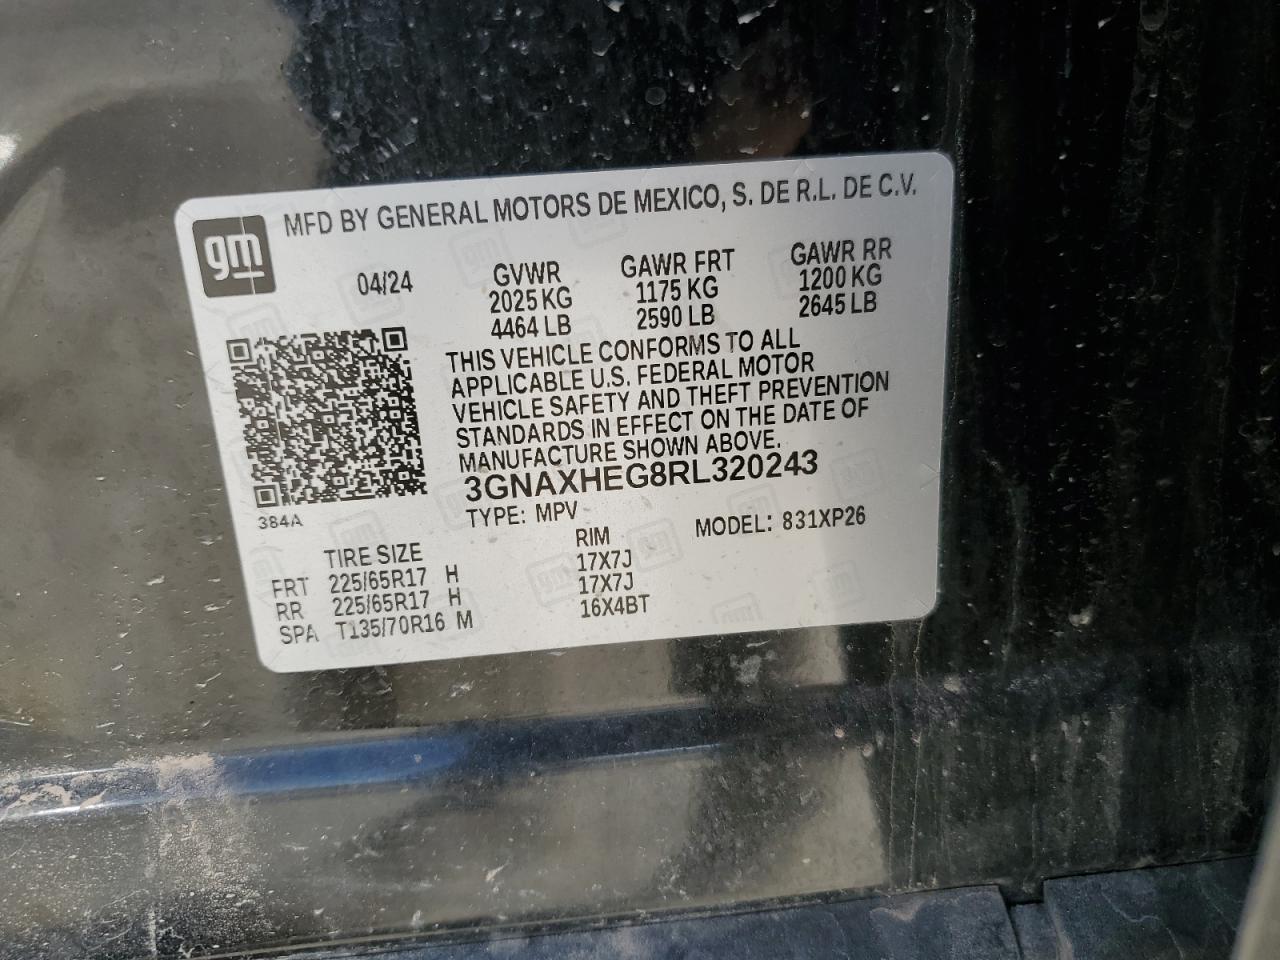 gm
MFD BY GENERAL MOTORS DE MEXICO, S. DE R.L. DE C.V.
04/24 GVWR GAWR FRT GAWR RR
2025 KG 1175 KG 1200 KG
4464 LB 2590 LB 2645 LB
THIS VEHICLE CONFORMS TO ALL
APPLICABLE U.S. FEDERAL MOTOR
VEHICLE SAFETY AND THEFT PREVENTION
STANDARDS IN EFFECT ON THE DATE OF
MANUFACTURE SHOWN ABOVE.
3GNAXHEG8RL320243
384A
TYPE: MPV MODEL: 831XP26
TIRE SIZE RIM
FRT 225/65R17 H 17X7J
RR 225/65R17 H 17X7J
SPA T135/70R16 M 16X4BT